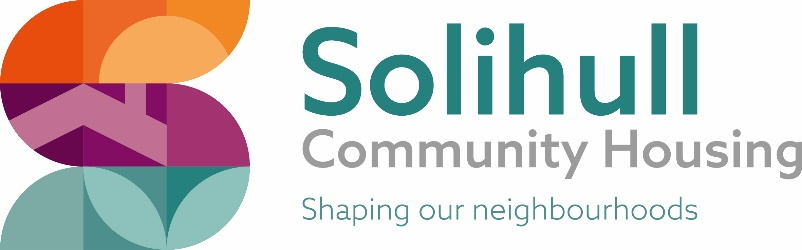 Solihull
Community Housing
Shaping our neighbourhoods